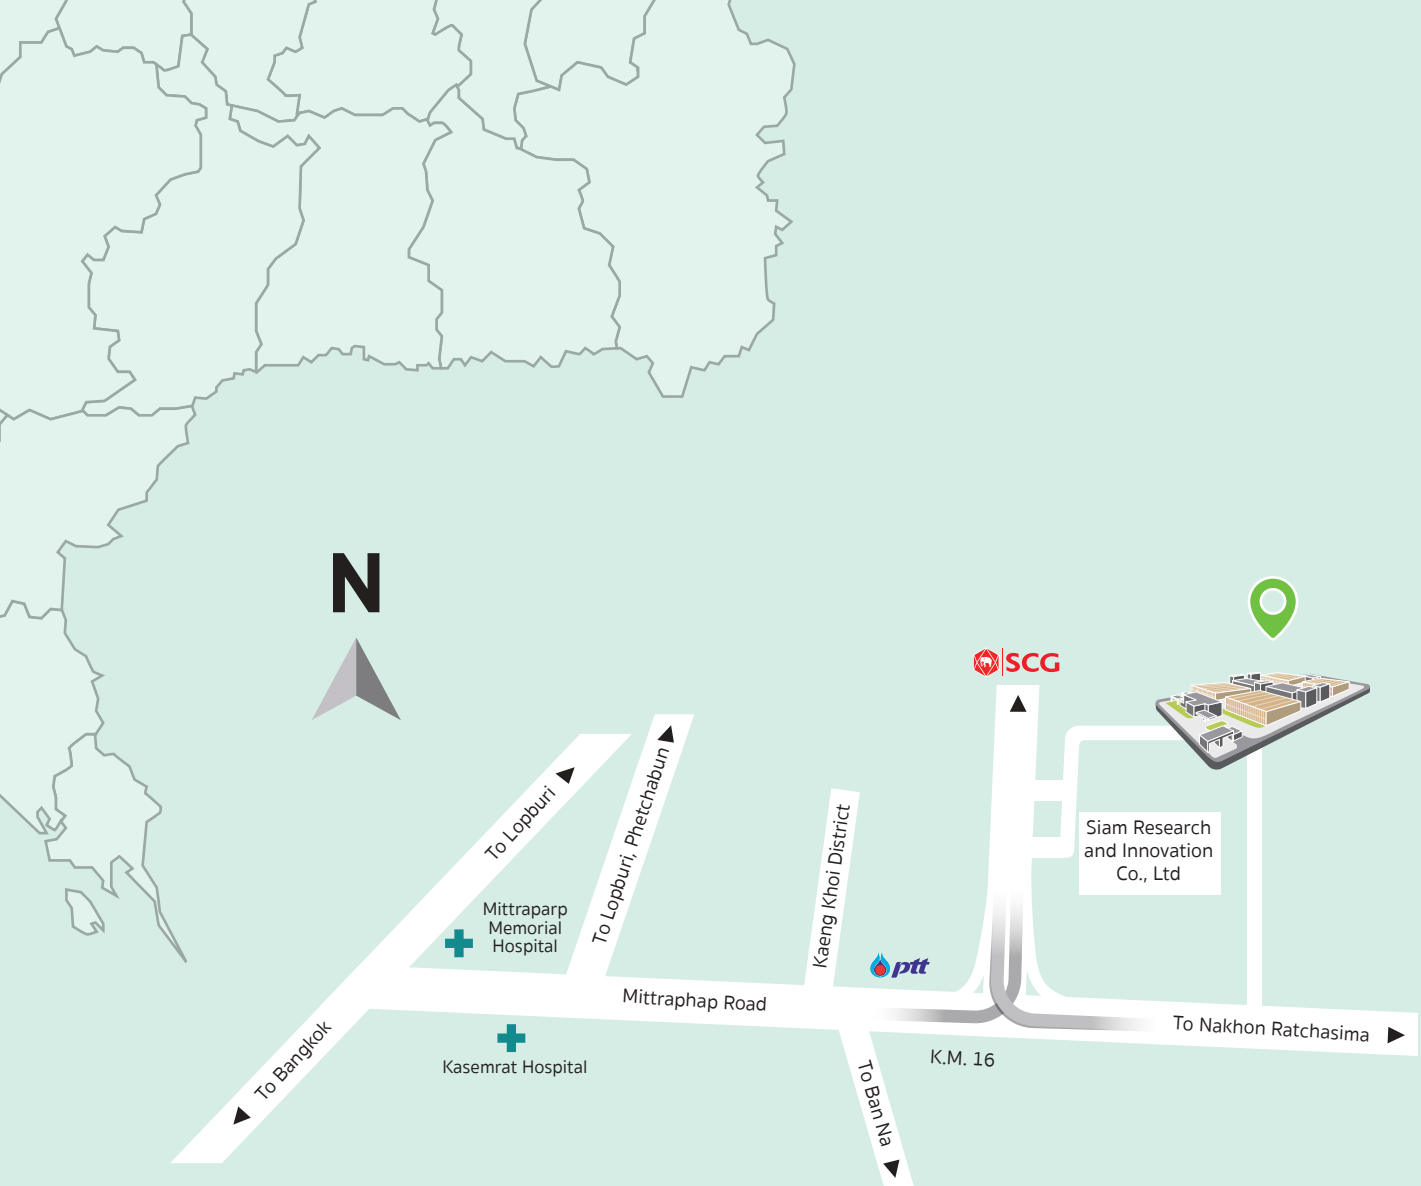 N
SCG
To Lopburi
To Lopburi, Phetchabun
Kaeng Khoi District
Siam Research
and Innovation
Co., Ltd
Mittraparp
Memorial
Hospital
ptt
Mittraphap Road
To Nakhon Ratchasima
To Bangkok
Kasemrat Hospital
K.M. 16
To Ban Na